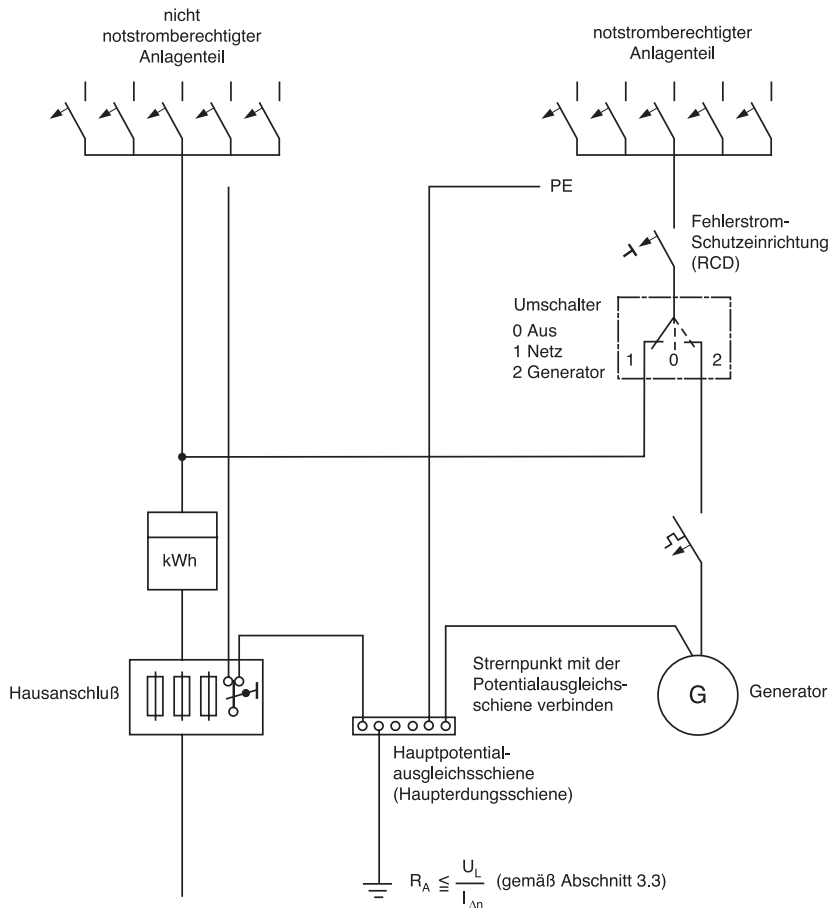 nicht
notstromberechtigter
Anlagenteil
notstromberechtigter
Anlagenteil
PE
Fehlerstrom-
Schutzeinrichtung
(RCD)
Umschalter
0 Aus
1 Netz
2 Generator
1 0 2
kWh
Hausanschluß
Strernpunkt mit der
Potentialausgleichs-
schiene verbinden
G
Generator
Hauptpotential-
ausgleichsschiene
(Haupterdungsschiene)
R_A ≦ U_L / I_Δn (gemäß Abschnitt 3.3)